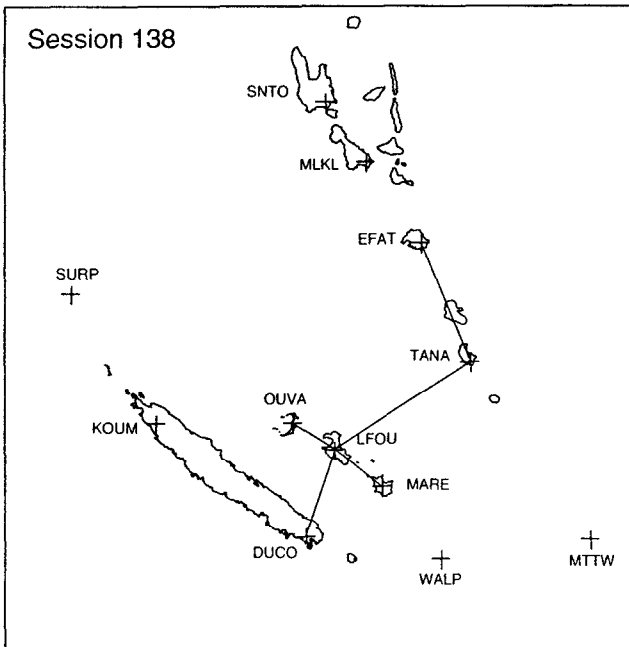 Session 138
SNTO
MLKL
EFAT
SURP
TANA
OUVA
KOUM
LFOU
MARE
DUCO
WALP
MTTW